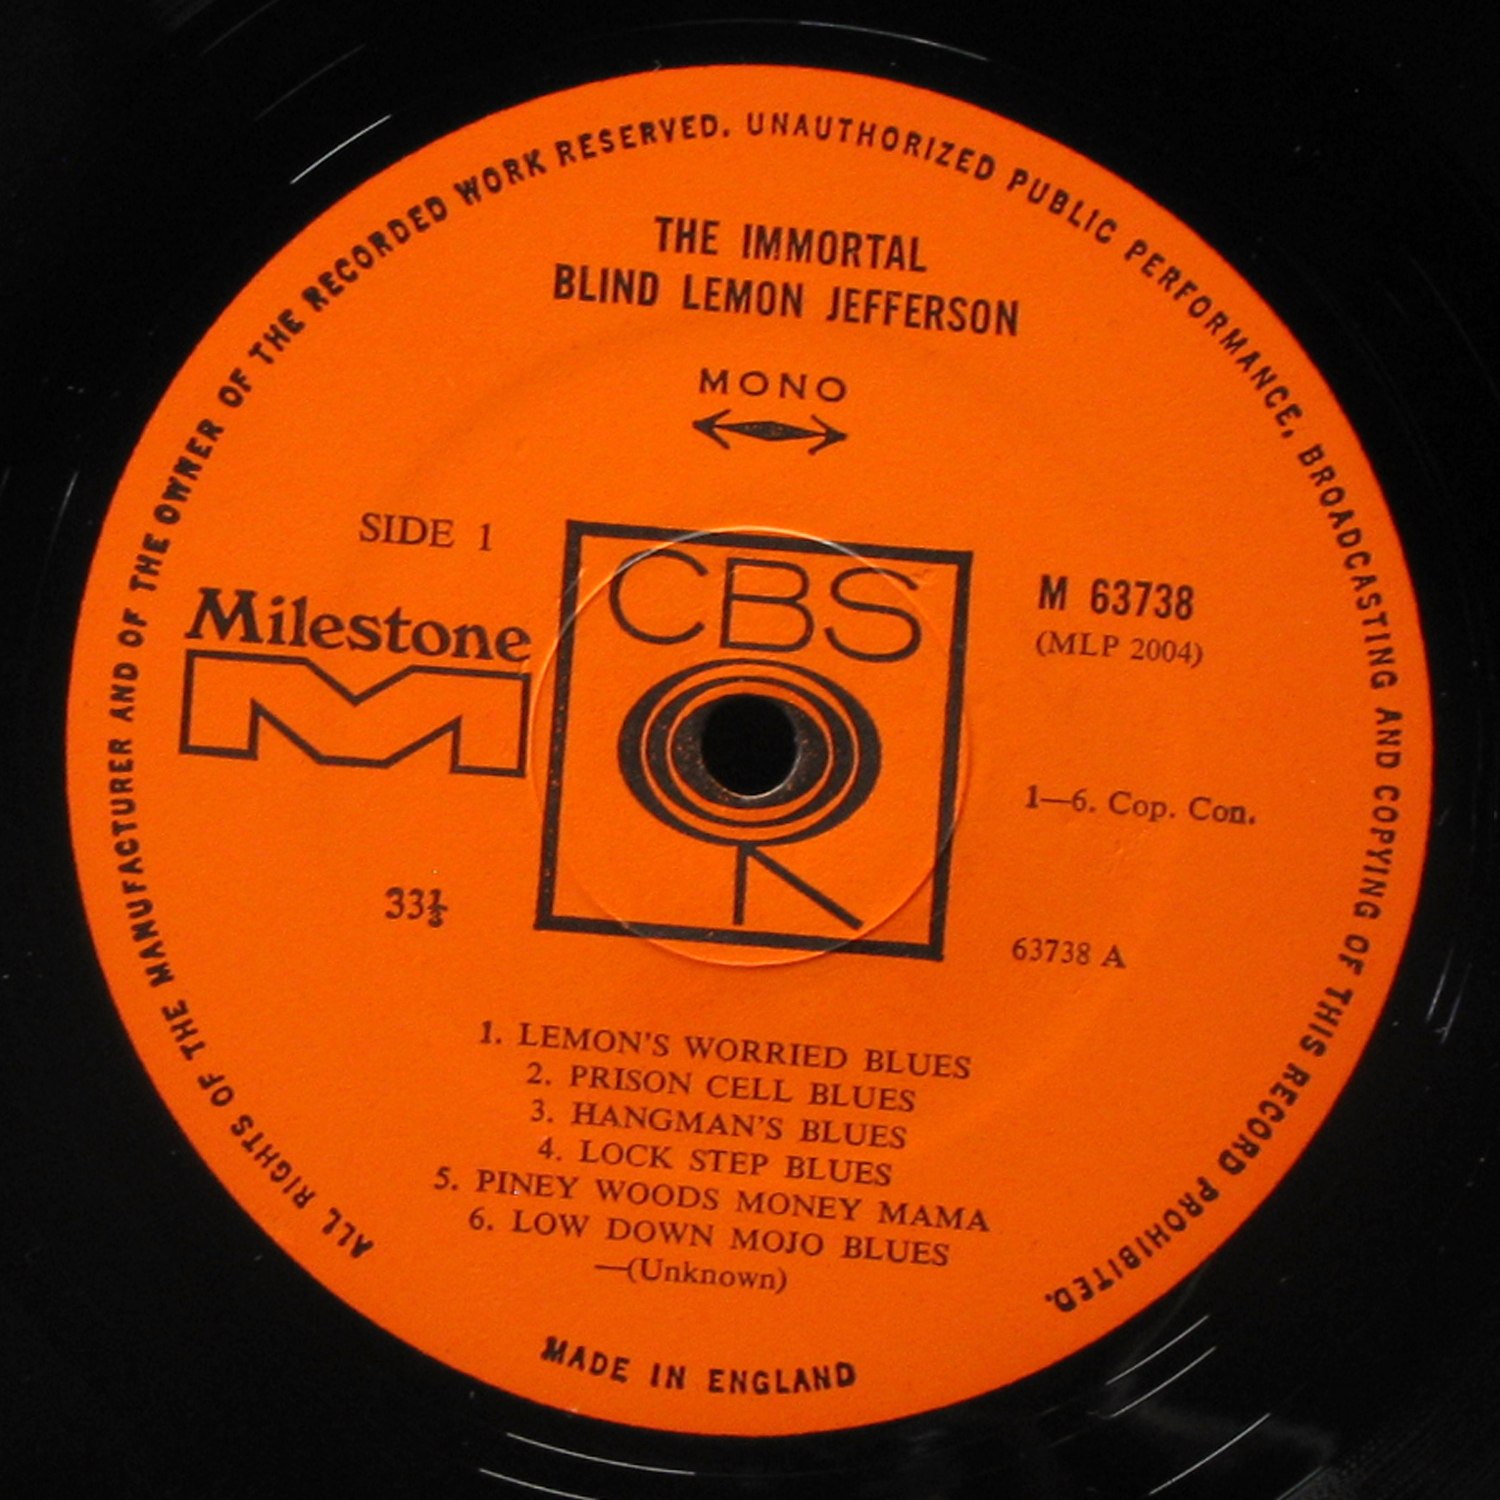 ALL RIGHTS OF THE MANUFACTURER AND OF THE OWNER OF THE RECORDED WORK RESERVED. UNAUTHORIZED PUBLIC PERFORMANCE, BROADCASTING AND COPYING OF THIS RECORD PROHIBITED.
THE IMMORTAL
BLIND LEMON JEFFERSON
MONO
SIDE 1
Milestone
M
CBS
M 63738
(MLP 2004)
1—6. Cop. Con.
33⅓
63738 A
1. LEMON'S WORRIED BLUES
2. PRISON CELL BLUES
3. HANGMAN'S BLUES
4. LOCK STEP BLUES
5. PINEY WOODS MONEY MAMA
6. LOW DOWN MOJO BLUES
—(Unknown)
MADE IN ENGLAND